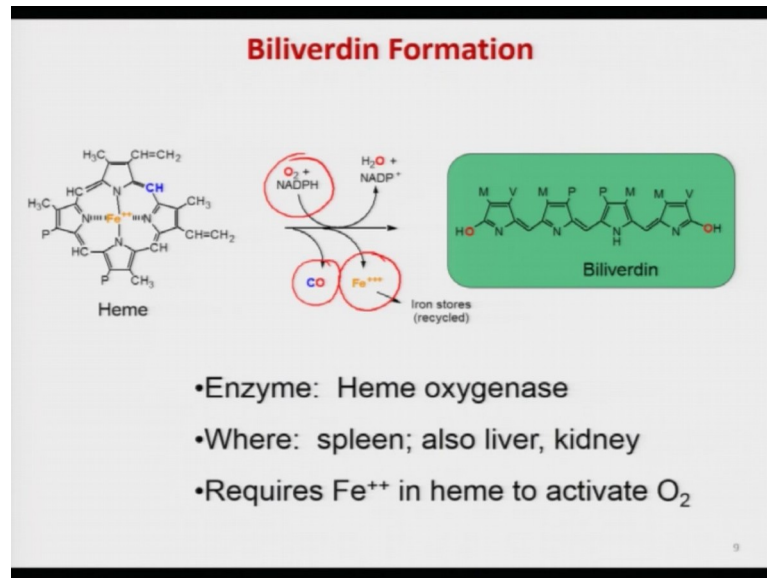 Biliverdin Formation
H₃C CH=CH₂
HC CH
H₃C N Fe⁺⁺ N CH₃
N
P CH=CH₂
HC N CH
P CH₃
Heme
O₂ +
NADPH
H₂O +
NADP⁺
CO Fe⁺⁺⁺
Iron stores
(recycled)
M V M P P M M V
HO N N N H N OH
Biliverdin
•Enzyme: Heme oxygenase
•Where: spleen; also liver, kidney
•Requires Fe⁺⁺ in heme to activate O₂
9